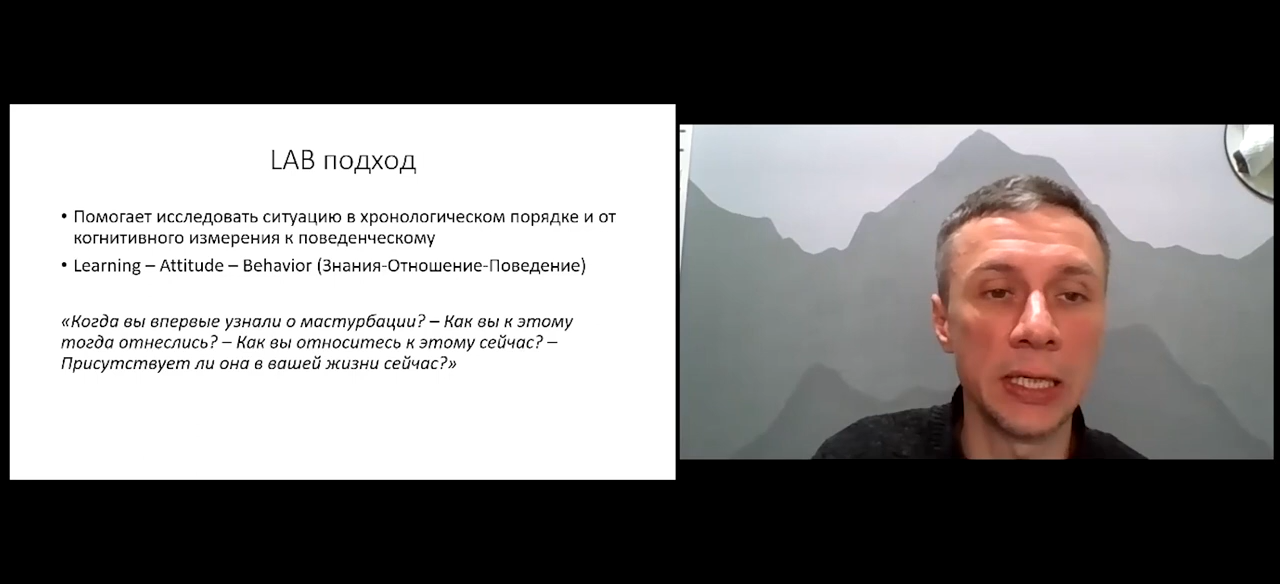 LAB подход
• Помогает исследовать ситуацию в хронологическом порядке и от
когнитивного измерения к поведенческому
• Learning – Attitude – Behavior (Знания-Отношение-Поведение)
«Когда вы впервые узнали о мастурбации? – Как вы к этому
тогда отнеслись? – Как вы относитесь к этому сейчас? –
Присутствует ли она в вашей жизни сейчас?»